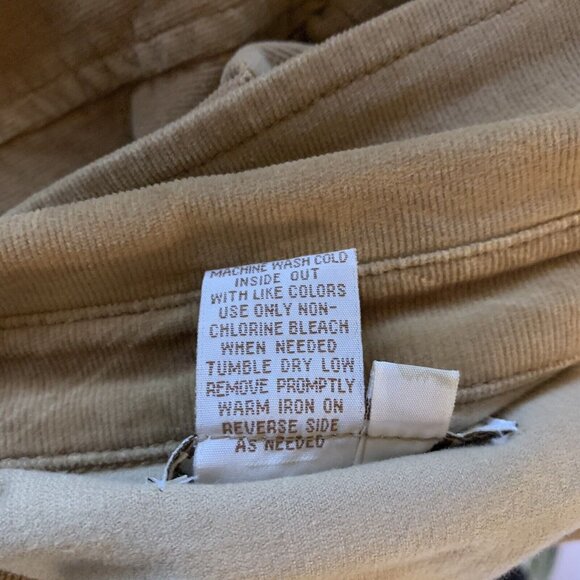 MACHINE WASH COLD
INSIDE OUT
WITH LIKE COLORS
USE ONLY NON-
CHLORINE BLEACH
WHEN NEEDED
TUMBLE DRY LOW
REMOVE PROMPTLY
WARM IRON ON
REVERSE SIDE
AS NEEDED